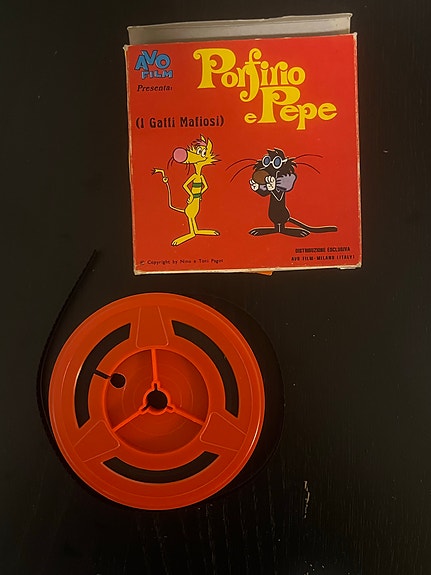 AVO
FILM
Presenta:
Porfirio
e Pepe
(I Gatti Mafiosi)
DISTRIBUZIONE ESCLUSIVA
AVO FILM-MILANO (ITALY)
© Copyright by Nino e Toni Pagot